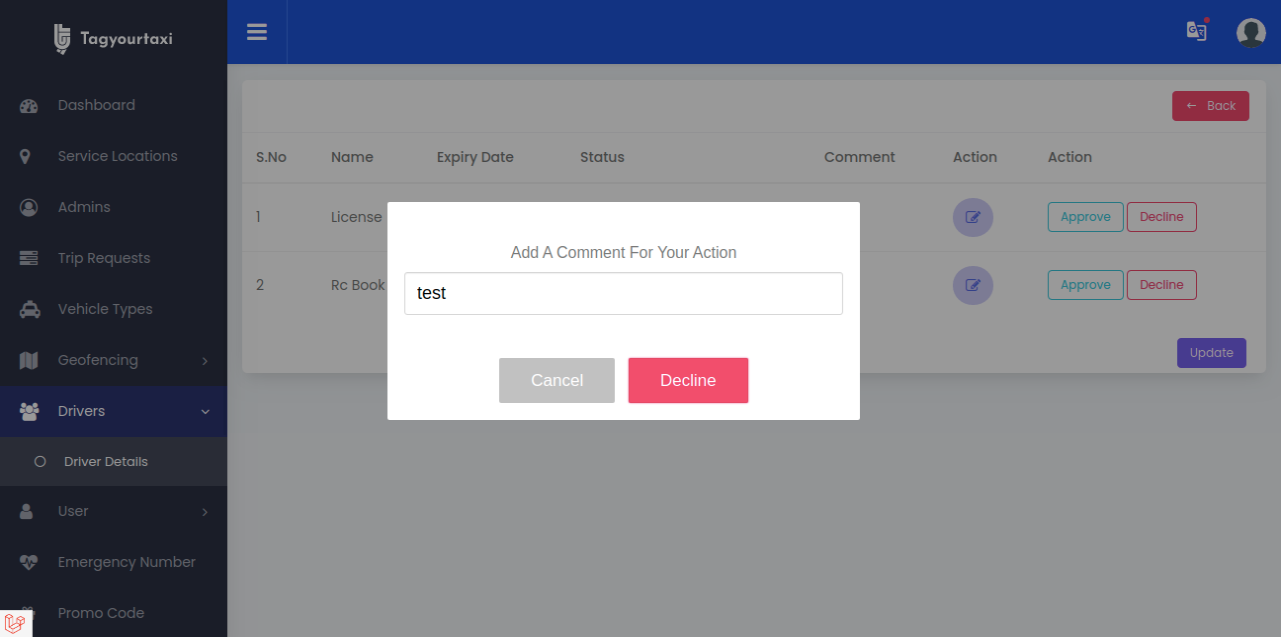 Tagyourtaxi
Dashboard
Service Locations
Admins
Trip Requests
Vehicle Types
Geofencing
Drivers
Driver Details
User
Emergency Number
Promo Code
← Back
S.No Name Expiry Date Status Comment Action Action
1 License Approve Decline
2 Rc Book Approve Decline
Update
Add A Comment For Your Action
test
Cancel Decline